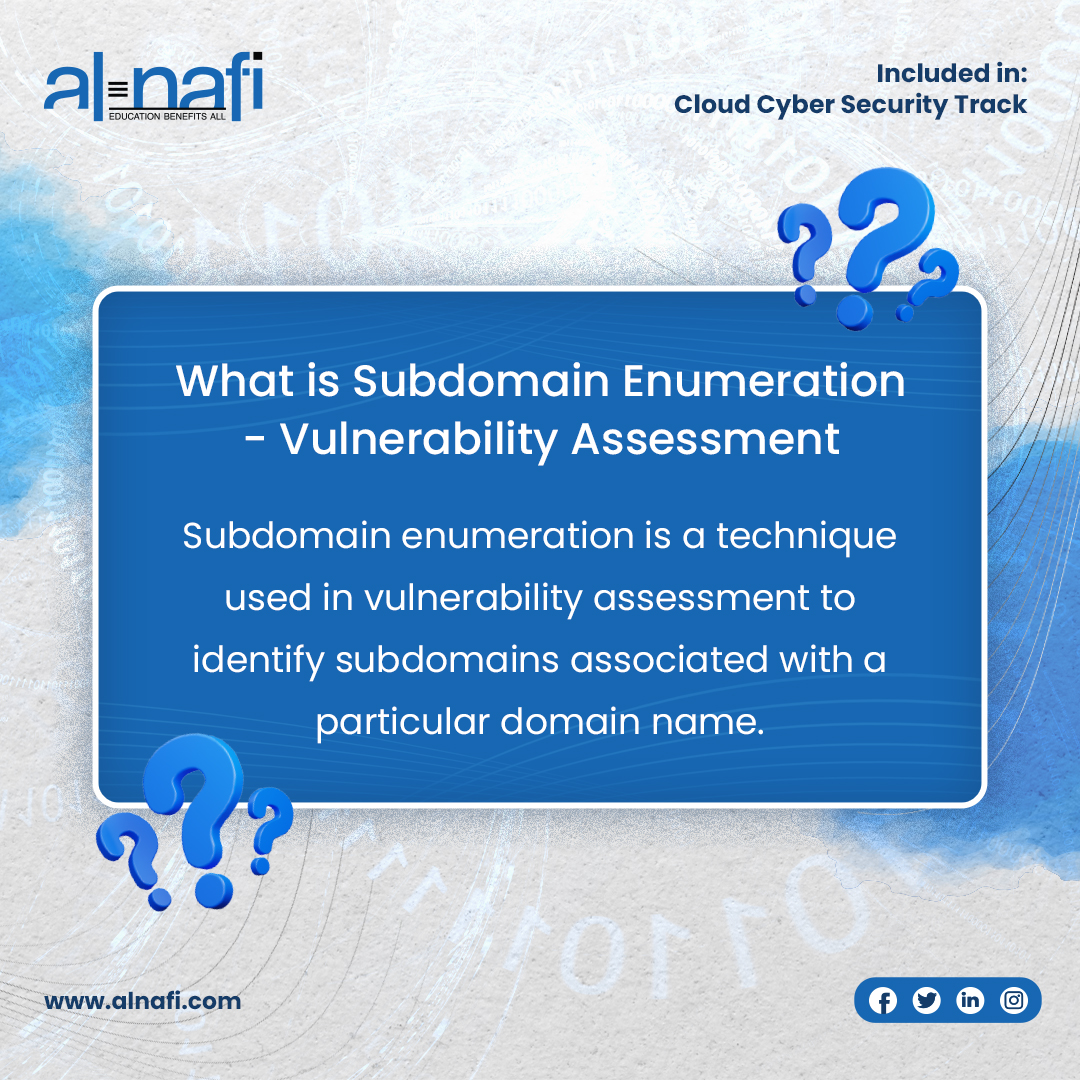 al-nafi
EDUCATION BENEFITS ALL
Included in:
Cloud Cyber Security Track
What is Subdomain Enumeration
- Vulnerability Assessment
Subdomain enumeration is a technique
used in vulnerability assessment to
identify subdomains associated with a
particular domain name.
www.alnafi.com